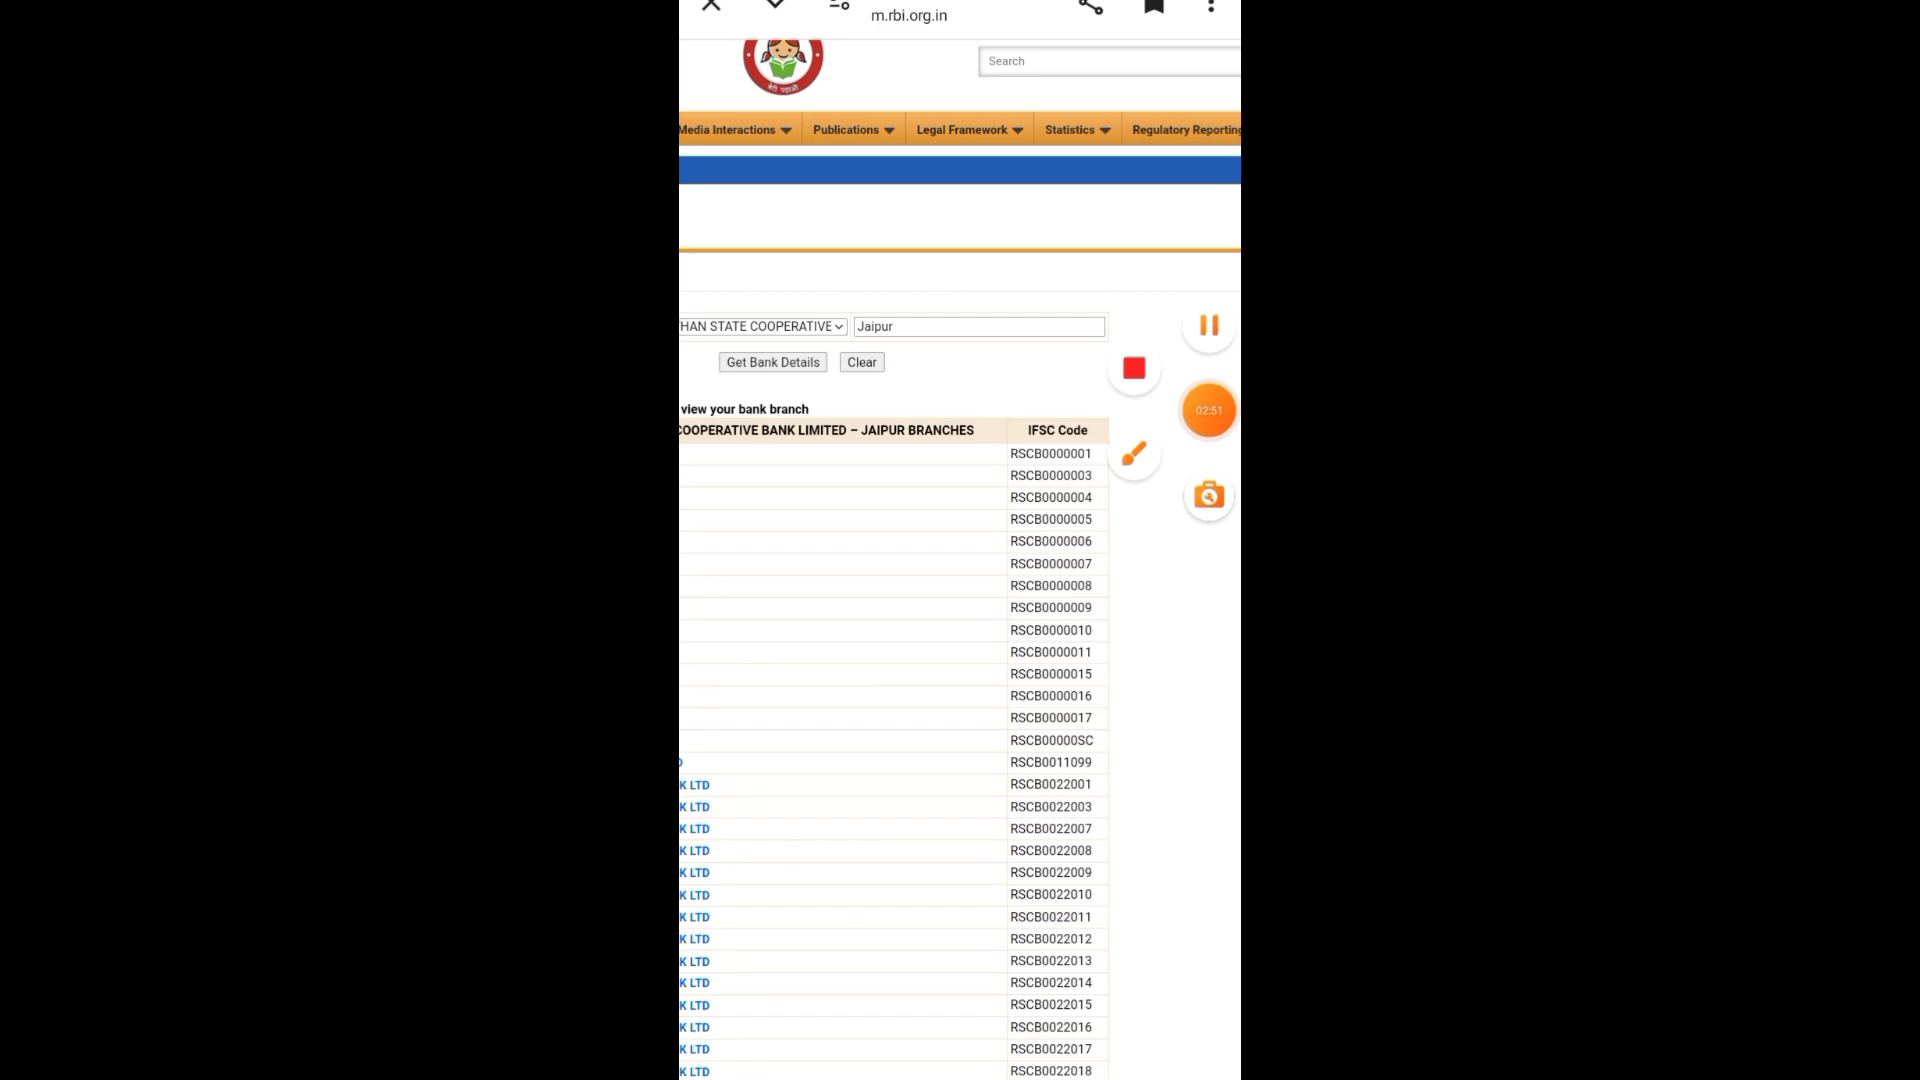 m.rbi.org.in
बेटी पढ़ाओ
Search
Media Interactions
Publications
Legal Framework
Statistics
Regulatory Reporting
THAN STATE COOPERATIVE
Jaipur
Get Bank Details
Clear
02:51
view your bank branch
COOPERATIVE BANK LIMITED – JAIPUR BRANCHES
IFSC Code
RSCB0000001
RSCB0000003
RSCB0000004
RSCB0000005
RSCB0000006
RSCB0000007
RSCB0000008
RSCB0000009
RSCB0000010
RSCB0000011
RSCB0000015
RSCB0000016
RSCB0000017
RSCB00000SC
D RSCB0011099
K LTD RSCB0022001
K LTD RSCB0022003
K LTD RSCB0022007
K LTD RSCB0022008
K LTD RSCB0022009
K LTD RSCB0022010
K LTD RSCB0022011
K LTD RSCB0022012
K LTD RSCB0022013
K LTD RSCB0022014
K LTD RSCB0022015
K LTD RSCB0022016
K LTD RSCB0022017
K LTD RSCB0022018